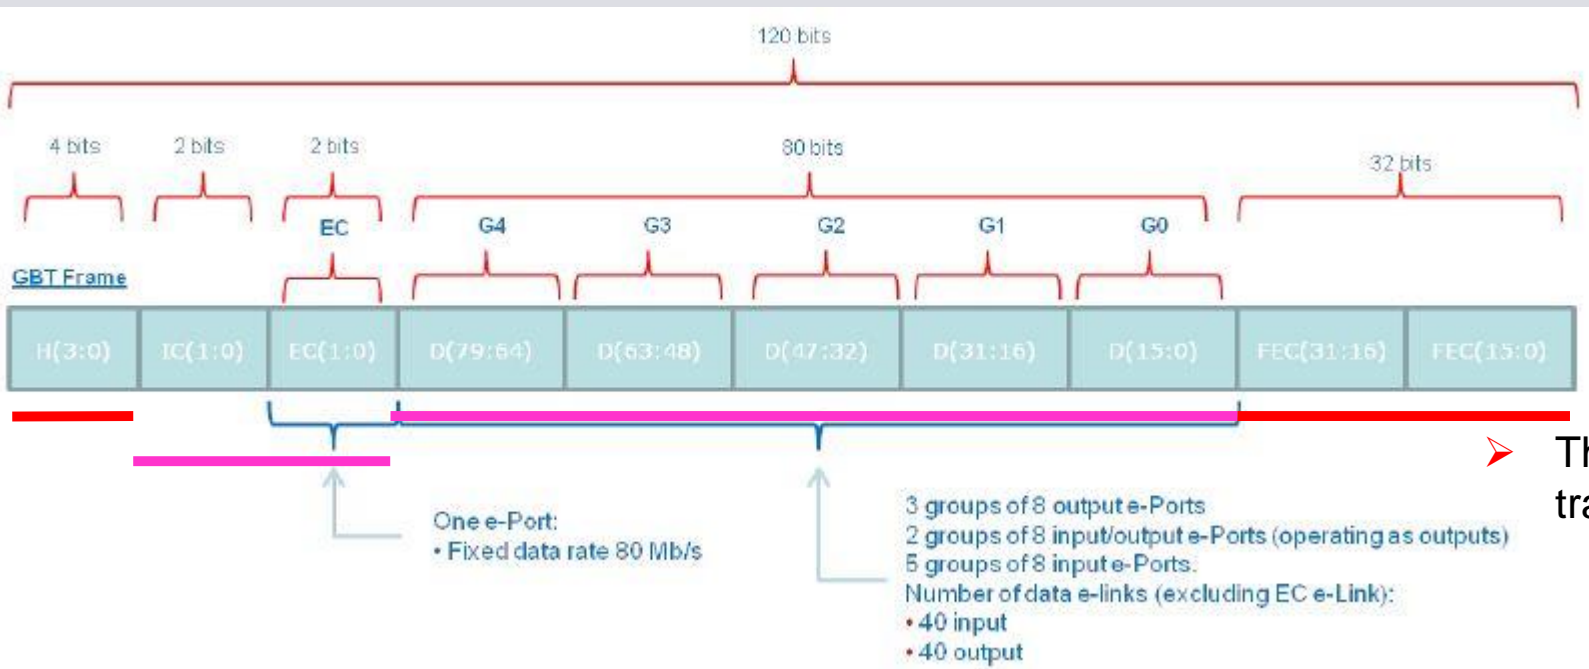 120 bits
4 bits 2 bits 2 bits 80 bits 32 bits
EC G4 G3 G2 G1 G0
GBT Frame
H(3:0) IC(1:0) EC(1:0) D(79:64) D(63:48) D(47:32) D(31:16) D(15:0) FEC(31:16) FEC(15:0)
One e-Port:
• Fixed data rate 80 Mb/s
3 groups of 8 output e-Ports
2 groups of 8 input/output e-Ports (operating as outputs)
5 groups of 8 input e-Ports.
Number of data e-links (excluding EC e-Link):
• 40 input
• 40 output